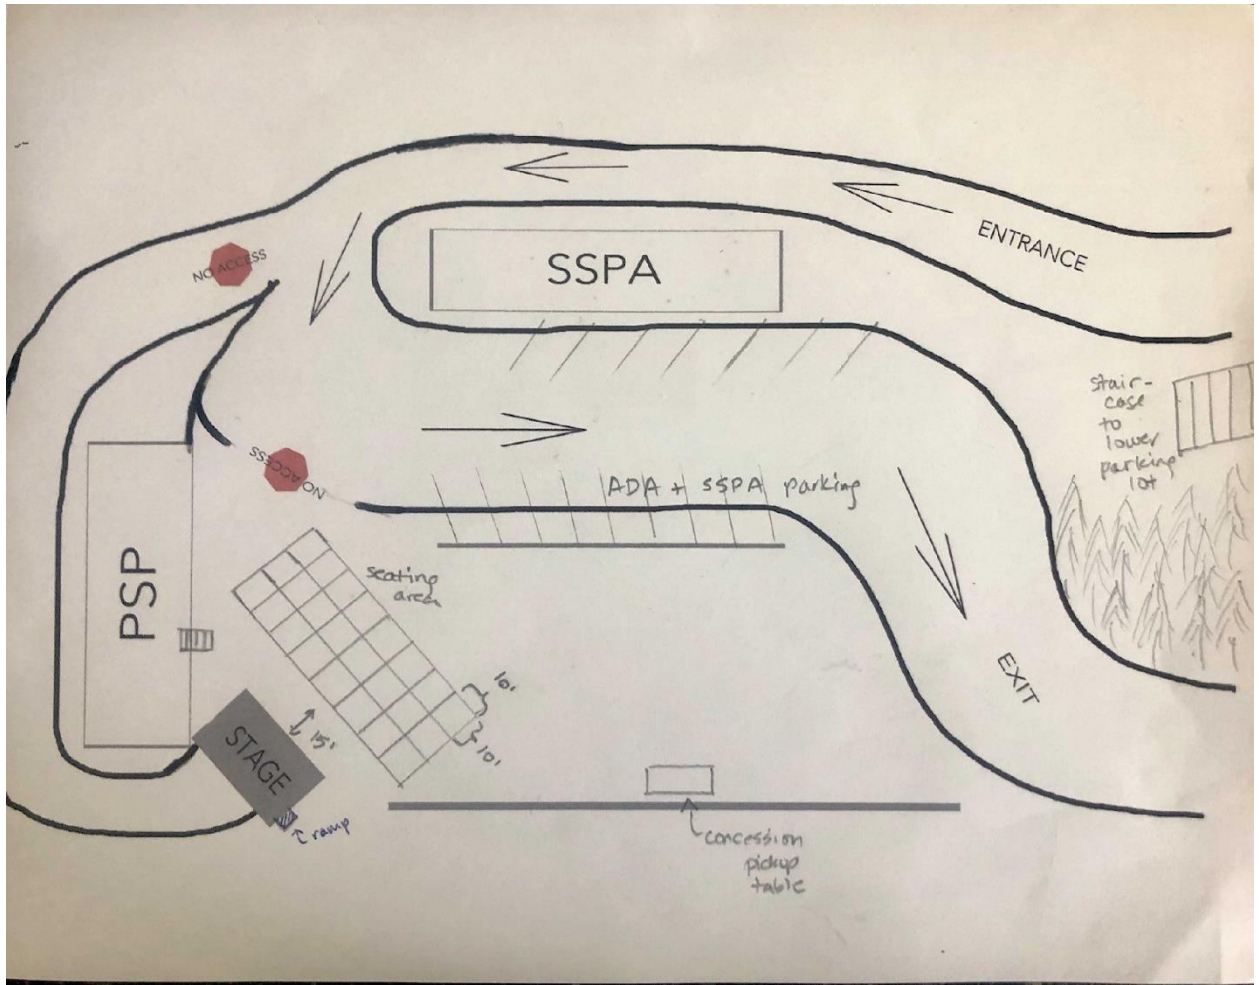 ENTRANCE
NO ACCESS
SSPA
stair-
case
to
lower
parking
lot
NO ACCESS
ADA + SSPA parking
PSP
seating
area
10'
10'
EXIT
15'
STAGE
ramp
concession
pickup
table